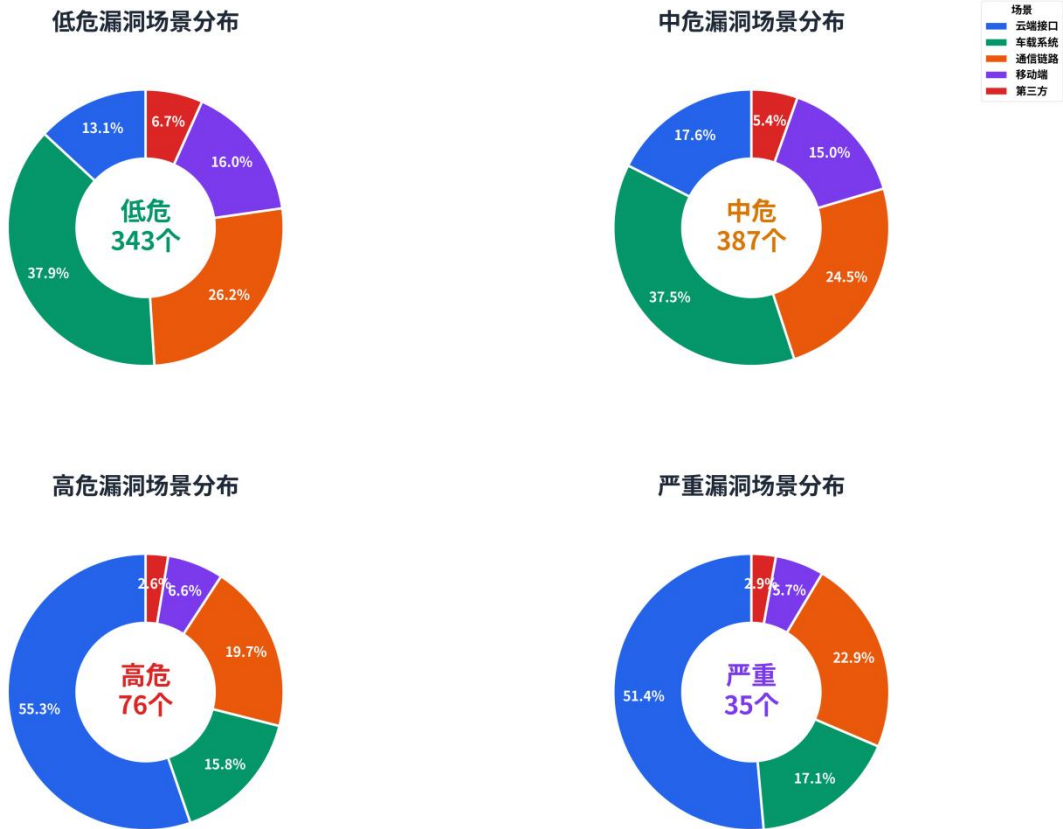 低危漏洞场景分布
中危漏洞场景分布
场景
云端接口
车载系统
通信链路
移动端
第三方
13.1%
6.7%
16.0%
37.9%
26.2%
低危
343个
17.6%
5.4%
15.0%
37.5%
24.5%
中危
387个
高危漏洞场景分布
严重漏洞场景分布
2.6%
6.6%
19.7%
55.3%
15.8%
高危
76个
2.9%
5.7%
22.9%
51.4%
17.1%
严重
35个